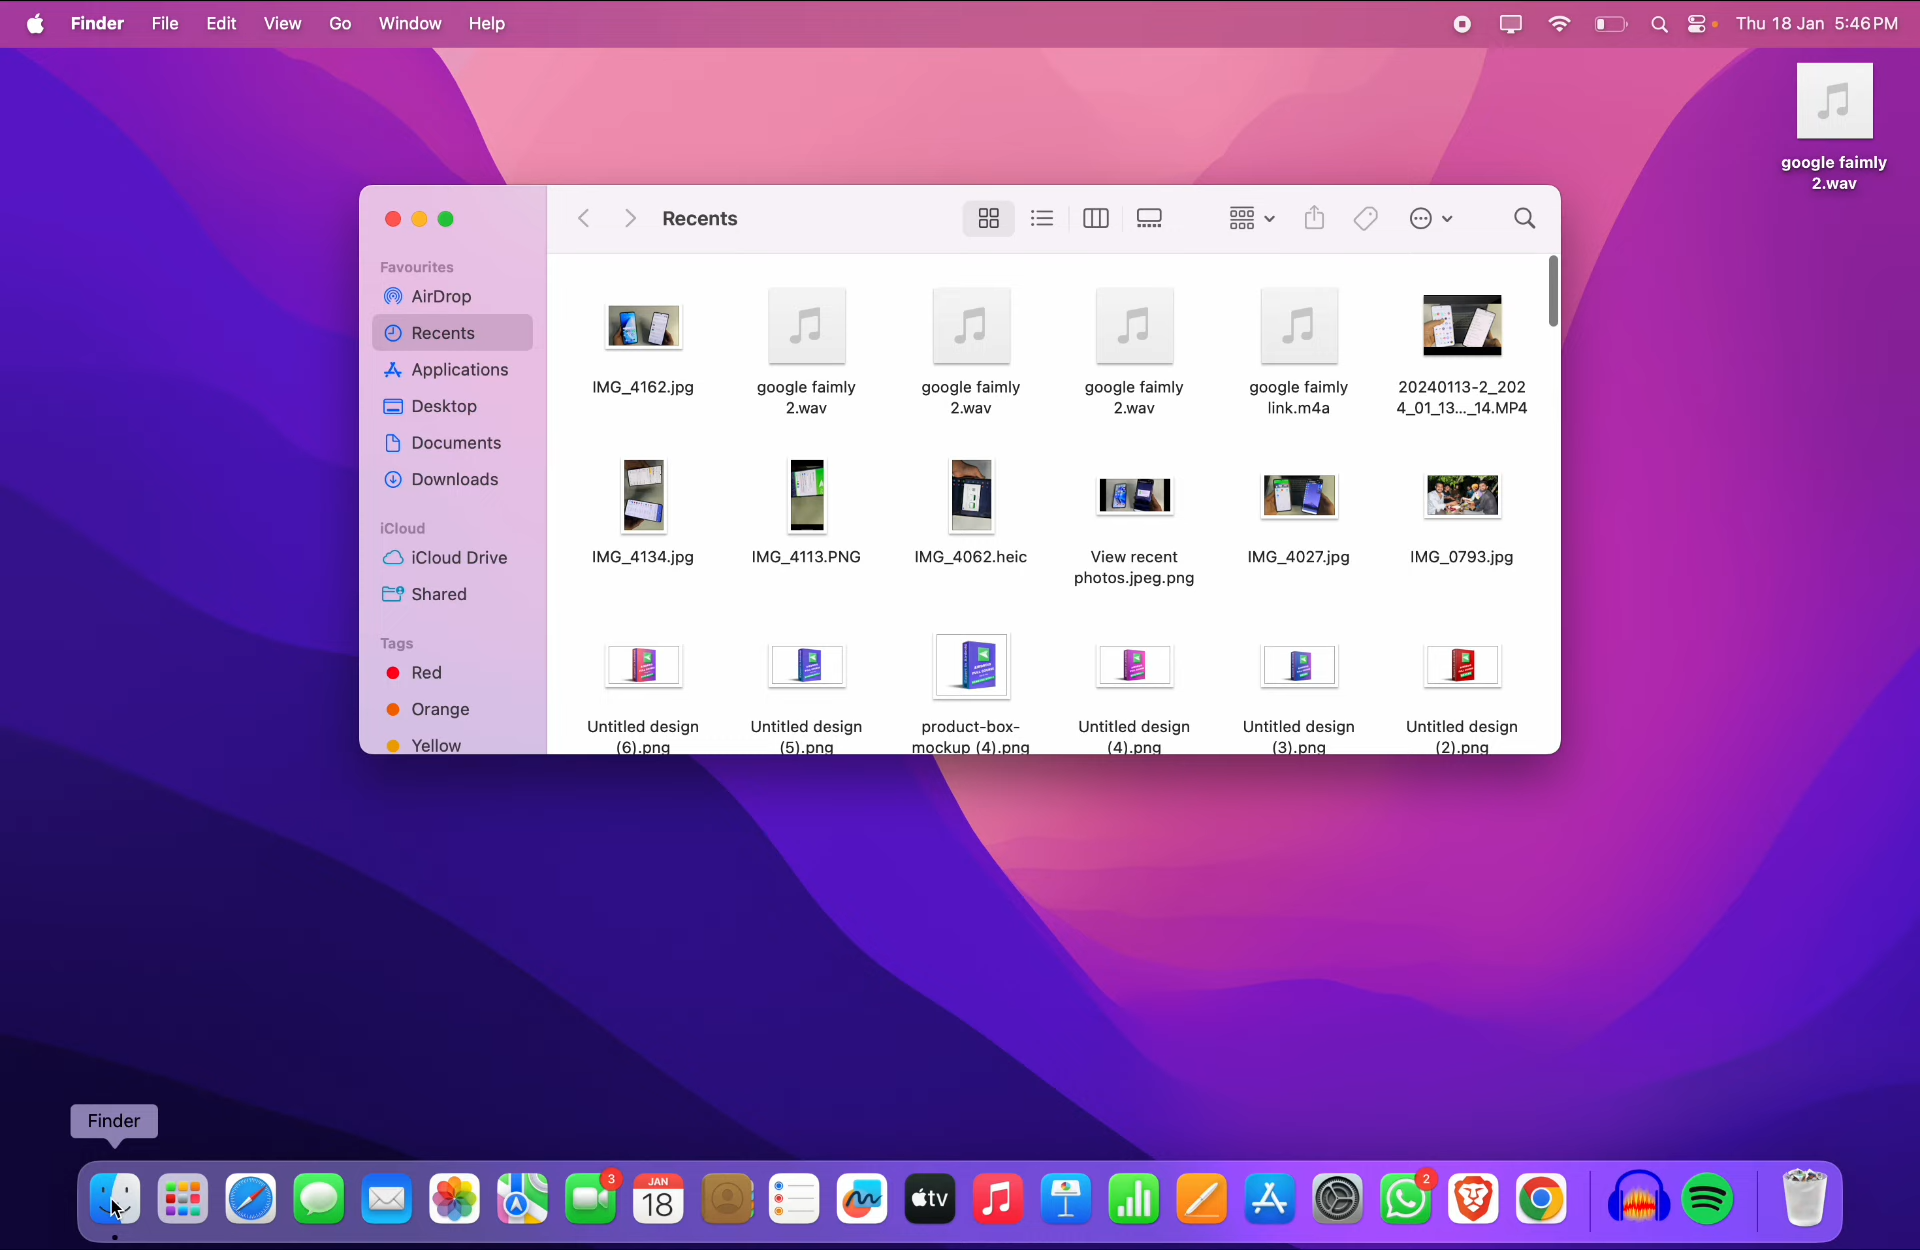 Finder File Edit View Go Window Help Thu 18 Jan 5:46 PM
google faimly
2.wav
Recents
Favourites
AirDrop
Recents
Applications
Desktop
Documents
Downloads
iCloud
iCloud Drive
Shared
Tags
Red
Orange
Yellow
IMG_4162.jpg
google faimly
2.wav
google faimly
2.wav
google faimly
2.wav
google faimly
link.m4a
20240113-2_202
4_01_13..._14.MP4
IMG_4134.jpg
IMG_4113.PNG
IMG_4062.heic
View recent
photos.jpeg.png
IMG_4027.jpg
IMG_0793.jpg
Untitled design
(6).png
Untitled design
(5).png
product-box-
mockup (4).png
Untitled design
(4).png
Untitled design
(3).png
Untitled design
(2).png
Finder
3
JAN
18
tv
2